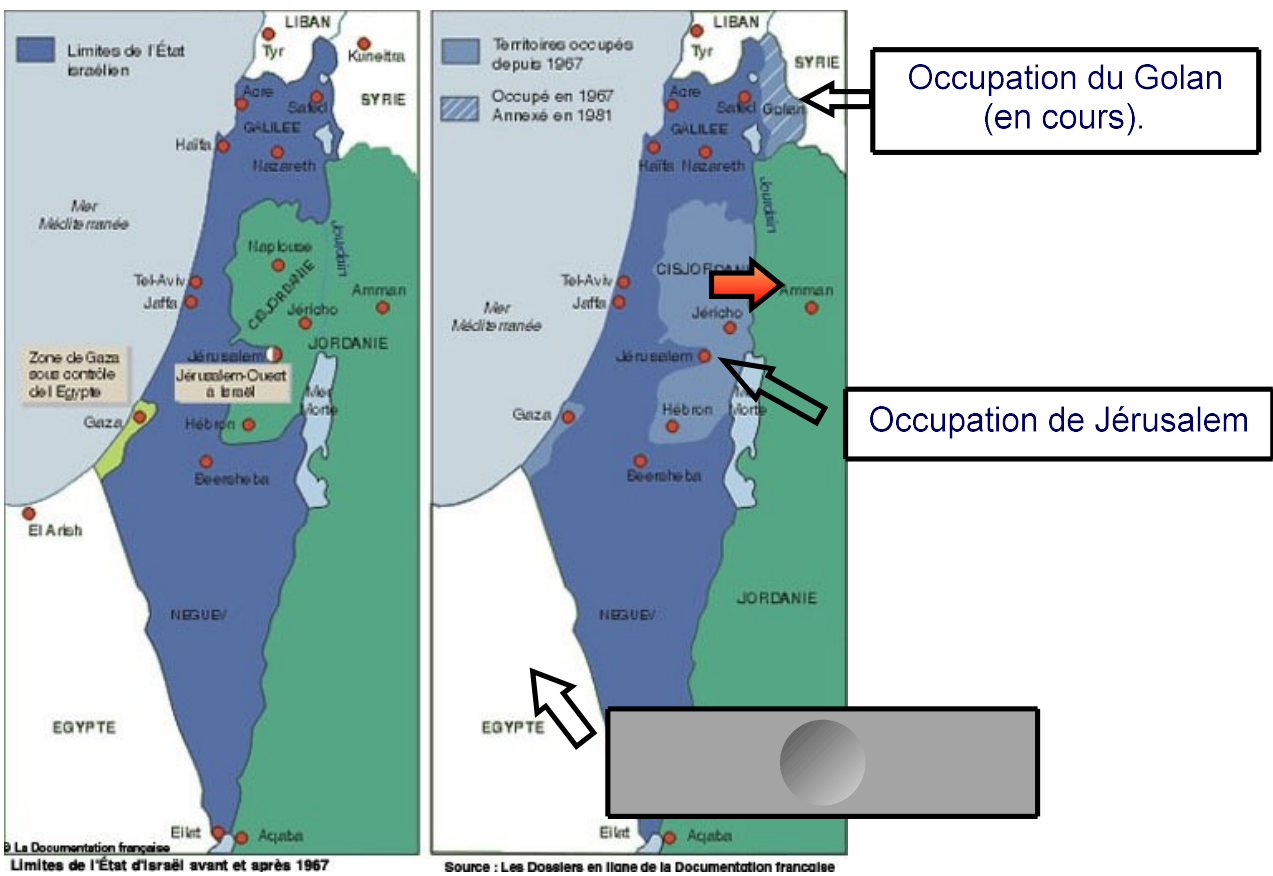 Limites de l'État
israélien
LIBAN
Tyr
Kuneitra
SYRIE
Acre
Safed
GALILEE
Haïfa
Nazareth
Mer
Méditerranée
Jourdain
Naplouse
CISJORDANIE
Tel-Aviv
Jaffa
Amman
Jéricho
JORDANIE
Jérusalem
Zone de Gaza
sous contrôle
de l Egypte
Jérusalem-Ouest
à Israël
Mer
Morte
Gaza
Hébron
Beersheba
El Arish
NEGUEV
EGYPTE
Eilat
Aqaba
© La Documentation française
Limites de l'État d'Israël avant et après 1967
Territoires occupés
depuis 1967
Occupé en 1967
Annexé en 1981
LIBAN
Tyr
SYRIE
Acre
Safed
Golan
GALILEE
Haïfa
Nazareth
Jourdain
CISJORDANIE
Tel-Aviv
Jaffa
Amman
Mer
Méditerranée
Jéricho
Jérusalem
Mer
Morte
Gaza
Hébron
Beersheba
NEGUEV
JORDANIE
EGYPTE
Eilat
Aqaba
Source : Les Dossiers en ligne de la Documentation française
Occupation du Golan
(en cours).
Occupation de Jérusalem